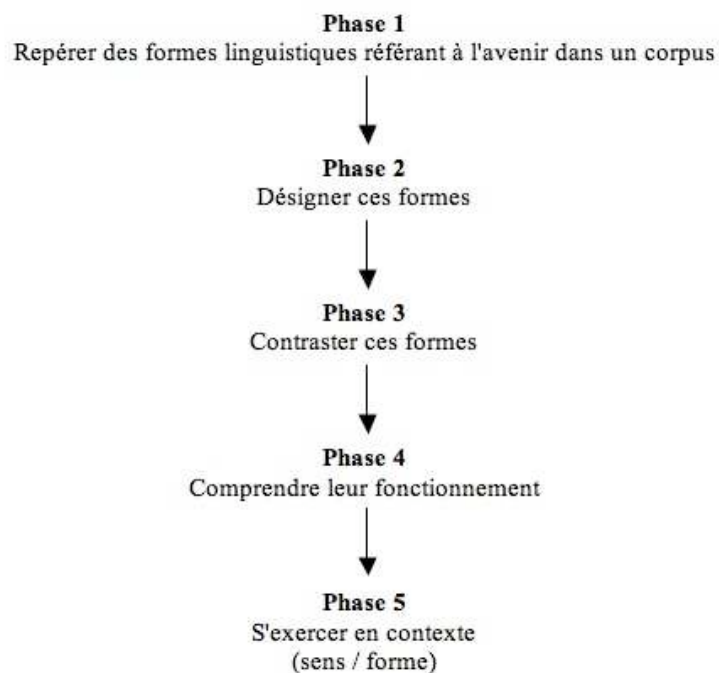 Phase 1
Repérer des formes linguistiques référant à l'avenir dans un corpus
Phase 2
Désigner ces formes
Phase 3
Contraster ces formes
Phase 4
Comprendre leur fonctionnement
Phase 5
S'exercer en contexte
(sens / forme)